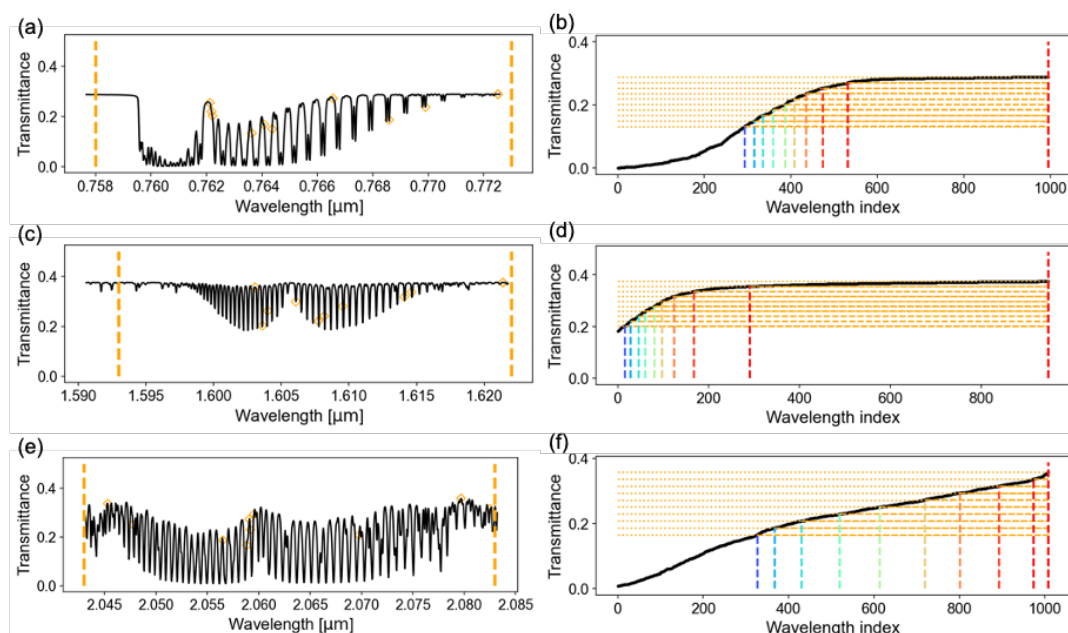 (a)
Transmittance
0.4
0.2
0.0
0.758 0.760 0.762 0.764 0.766 0.768 0.770 0.772
Wavelength [μm]
(b)
Transmittance
0.4
0.2
0.0
0 200 400 600 800 1000
Wavelength index
(c)
Transmittance
0.4
0.2
0.0
1.590 1.595 1.600 1.605 1.610 1.615 1.620
Wavelength [μm]
(d)
Transmittance
0.4
0.2
0.0
0 200 400 600 800
Wavelength index
(e)
Transmittance
0.4
0.2
0.0
2.045 2.050 2.055 2.060 2.065 2.070 2.075 2.080 2.085
Wavelength [μm]
(f)
Transmittance
0.4
0.2
0.0
0 200 400 600 800 1000
Wavelength index